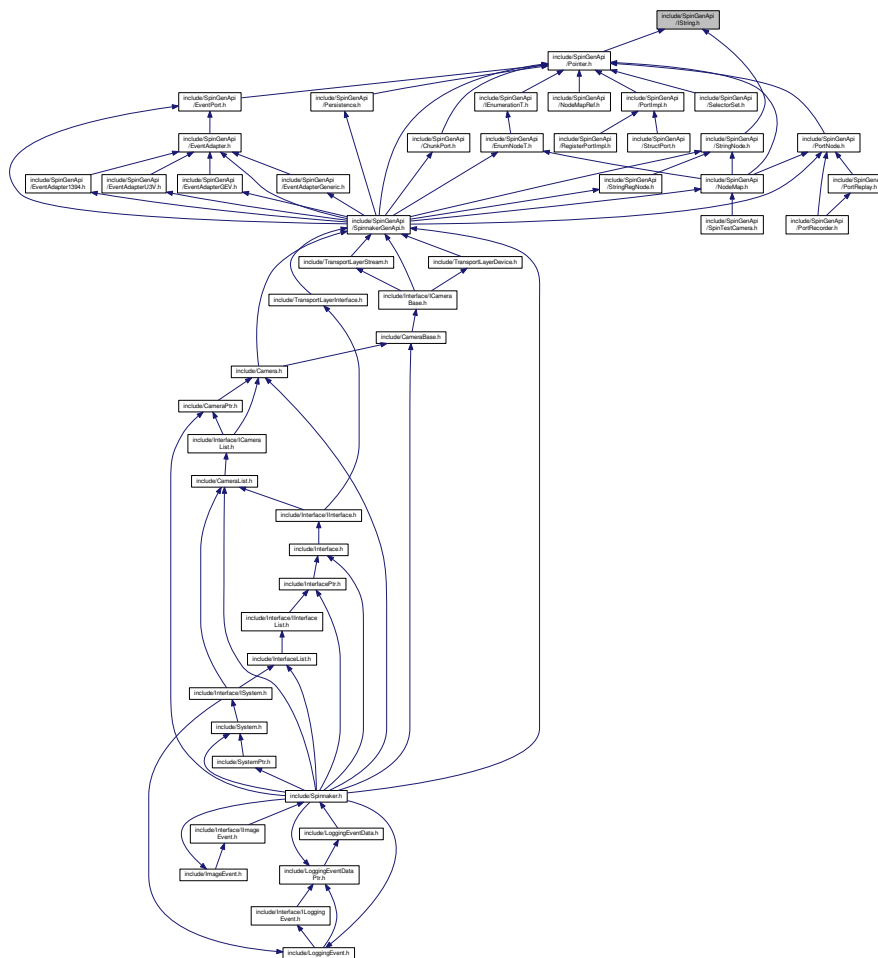 include/SpinGenApi
/IString.h
include/SpinGenApi
/Pointer.h
include/SpinGenApi
/EventPort.h
include/SpinGenApi
/Persistence.h
include/SpinGenApi
/IEnumerationT.h
include/SpinGenApi
/NodeMapRef.h
include/SpinGenApi
/PortImpl.h
include/SpinGenApi
/SelectorSet.h
include/SpinGenApi
/EventAdapter.h
include/SpinGenApi
/ChunkPort.h
include/SpinGenApi
/EnumNodeT.h
include/SpinGenApi
/RegisterPortImpl.h
include/SpinGenApi
/StructPort.h
include/SpinGenApi
/StringNode.h
include/SpinGenApi
/PortNode.h
include/SpinGenApi
/EventAdapter1394.h
include/SpinGenApi
/EventAdapterU3V.h
include/SpinGenApi
/EventAdapterGEV.h
include/SpinGenApi
/EventAdapterGeneric.h
include/SpinGenApi
/StringRegNode.h
include/SpinGenApi
/NodeMap.h
include/SpinGenApi
/PortReplay.h
include/SpinGenApi
/SpinnakerGenApi.h
include/SpinGenApi
/SpinTestCamera.h
include/SpinGenApi
/PortRecorder.h
include/TransportLayerStream.h
include/TransportLayerDevice.h
include/TransportLayerInterface.h
include/Interface/ICamera
Base.h
include/CameraBase.h
include/Camera.h
include/CameraPtr.h
include/Interface/ICamera
List.h
include/CameraList.h
include/Interface/IInterface.h
include/Interface.h
include/InterfacePtr.h
include/Interface/IInterface
List.h
include/InterfaceList.h
include/Interface/ISystem.h
include/System.h
include/SystemPtr.h
include/Spinnaker.h
include/Interface/IImage
Event.h
include/LoggingEventData.h
include/ImageEvent.h
include/LoggingEventData
Ptr.h
include/Interface/ILogging
Event.h
include/LoggingEvent.h